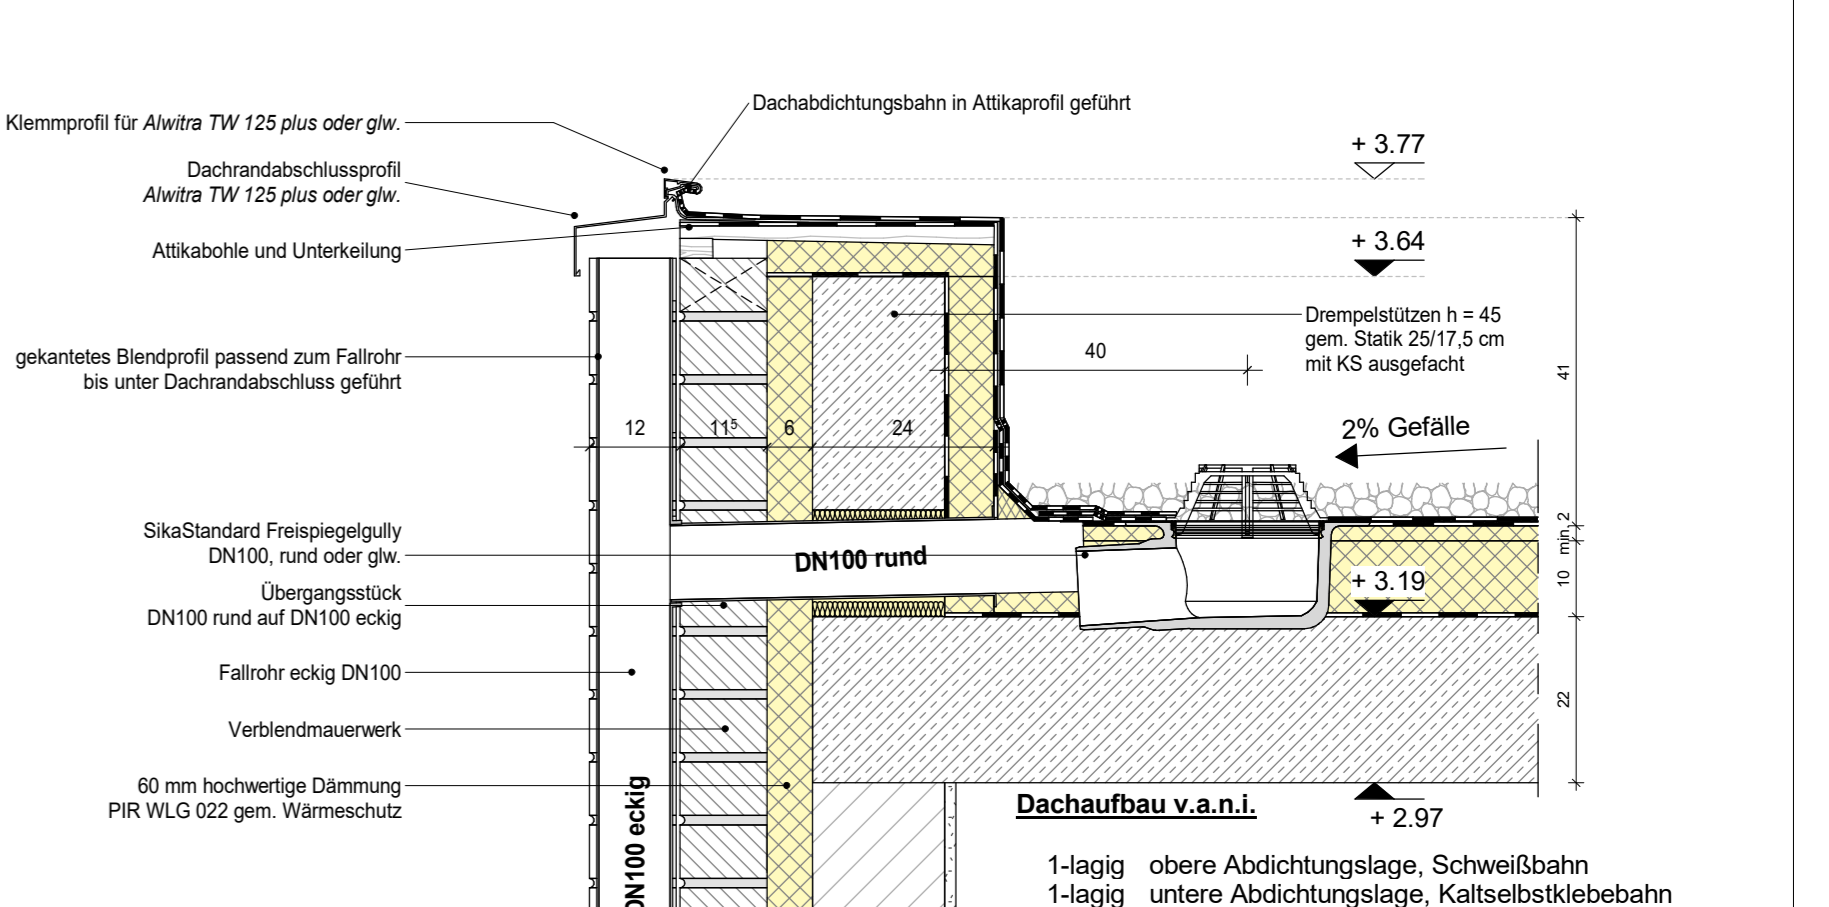 Dachabdichtungsbahn in Attikaprofil geführt
Klemmprofil für Alwitra TW 125 plus oder glw.
Dachrandabschlussprofil
Alwitra TW 125 plus oder glw.
Attikabohle und Unterkeilung
gekantetes Blendprofil passend zum Fallrohr
bis unter Dachrandabschluss geführt
SikaStandard Freispiegelgully
DN100, rund oder glw.
Übergangsstück
DN100 rund auf DN100 eckig
Fallrohr eckig DN100
Verblendmauerwerk
60 mm hochwertige Dämmung
PIR WLG 022 gem. Wärmeschutz
+ 3.77
+ 3.64
Drempelstützen h = 45
gem. Statik 25/17,5 cm
mit KS ausgefacht
40
41
12
11⁵
6
24
2% Gefälle
DN100 rund
min. 2
10
+ 3.19
22
+ 2.97
DN100 eckig
Dachaufbau v.a.n.i.
1-lagig obere Abdichtungslage, Schweißbahn
1-lagig untere Abdichtungslage, Kaltselbstklebebahn